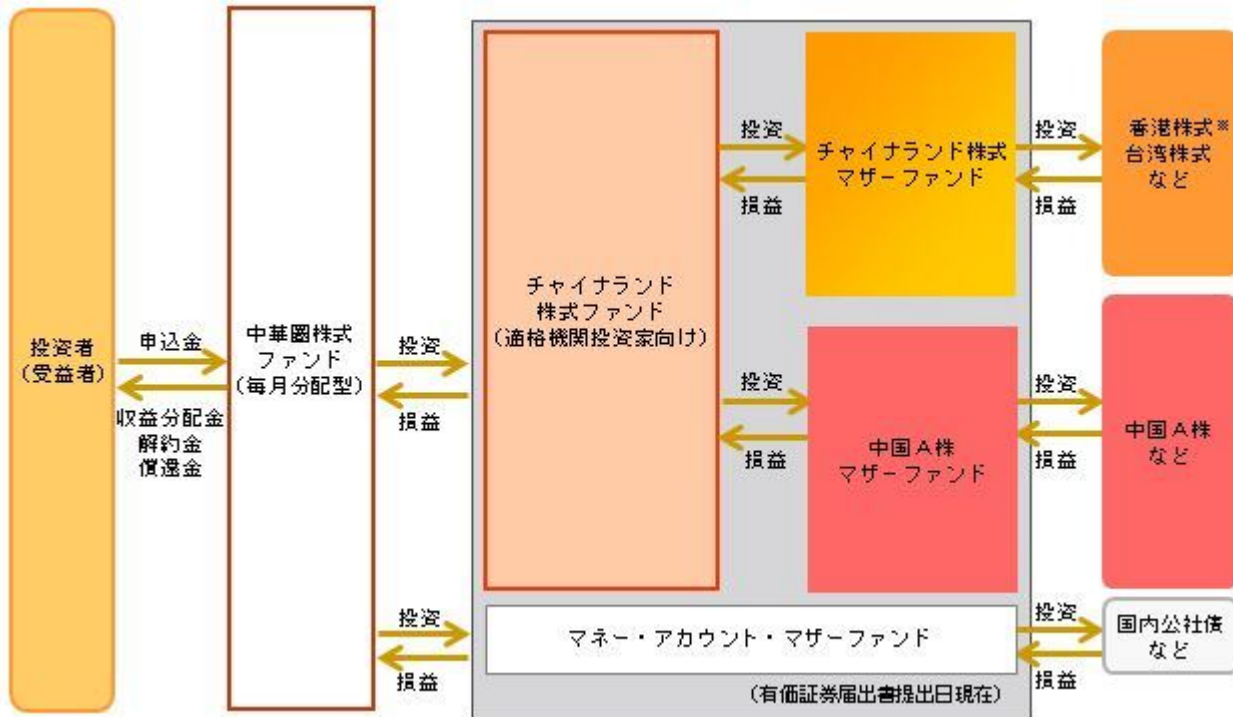 投資者
(受益者)
申込金
収益分配金
解約金
償還金
中華圏株式
ファンド
(毎月分配型)
投資
損益
投資
損益
チャイナランド
株式ファンド
(適格機関投資家向け)
投資
損益
投資
損益
チャイナランド株式
マザーファンド
中国A株
マザーファンド
マネー・アカウント・マザーファンド
(有価証券届出書提出日現在)
投資
損益
投資
損益
投資
損益
香港株式※
台湾株式
など
中国A株
など
国内公社債
など